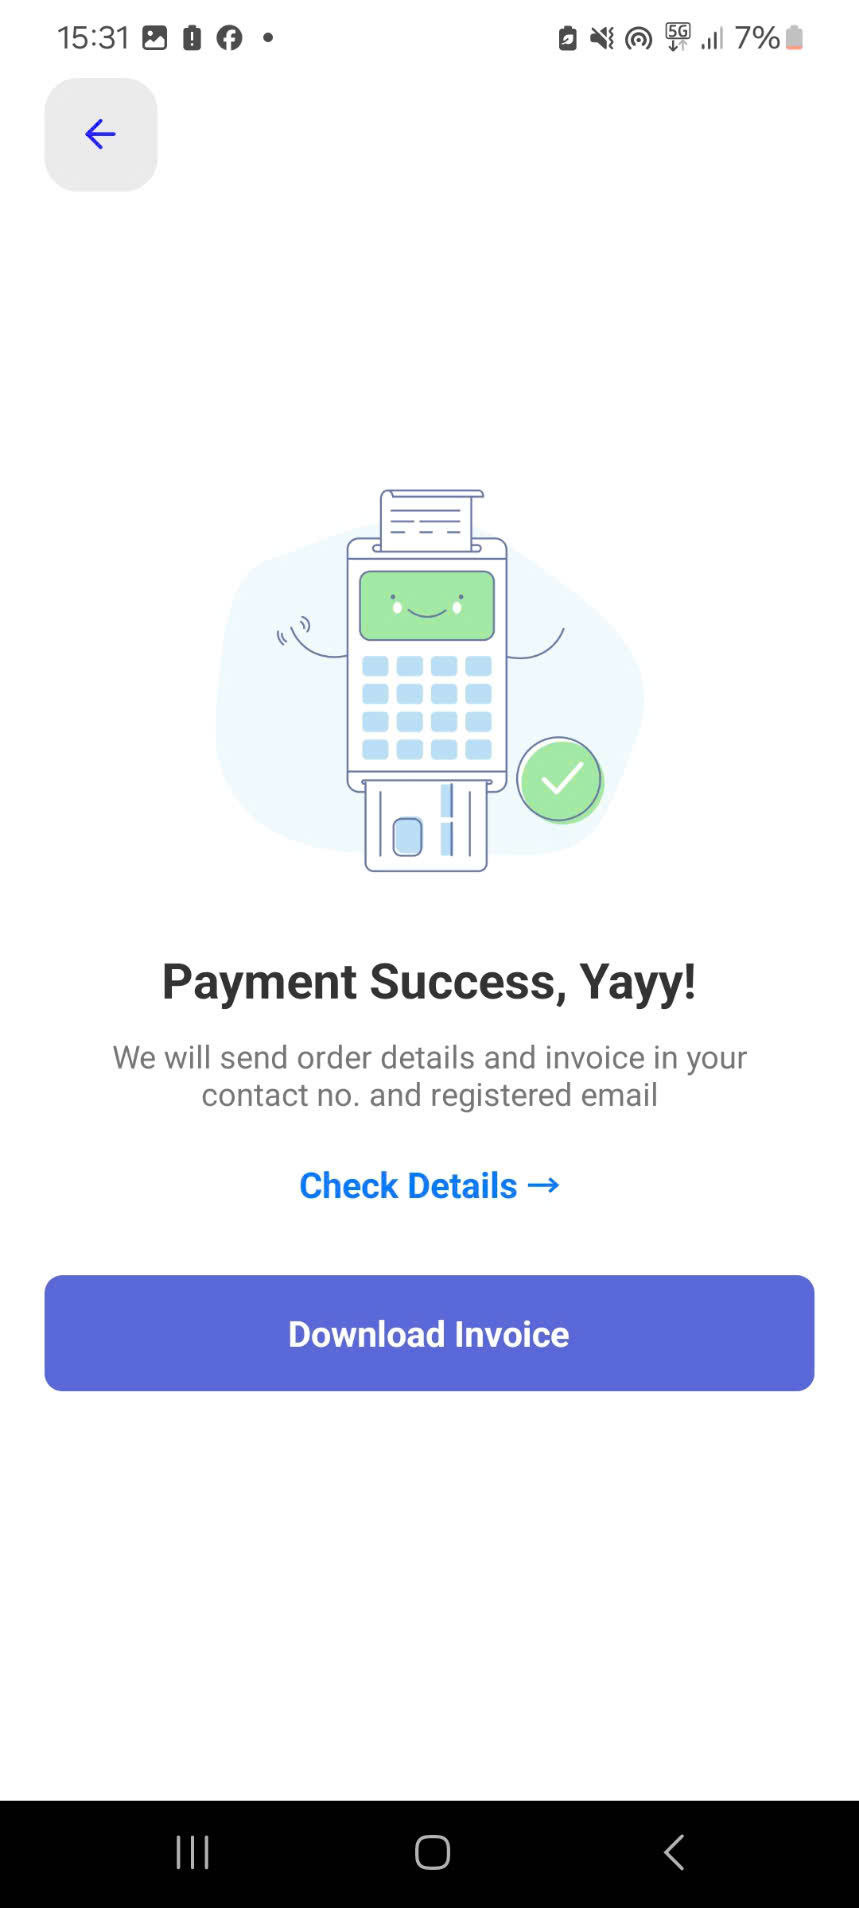 15:31
5G
7%
Payment Success, Yayy!
We will send order details and invoice in your
contact no. and registered email
Check Details →
Download Invoice